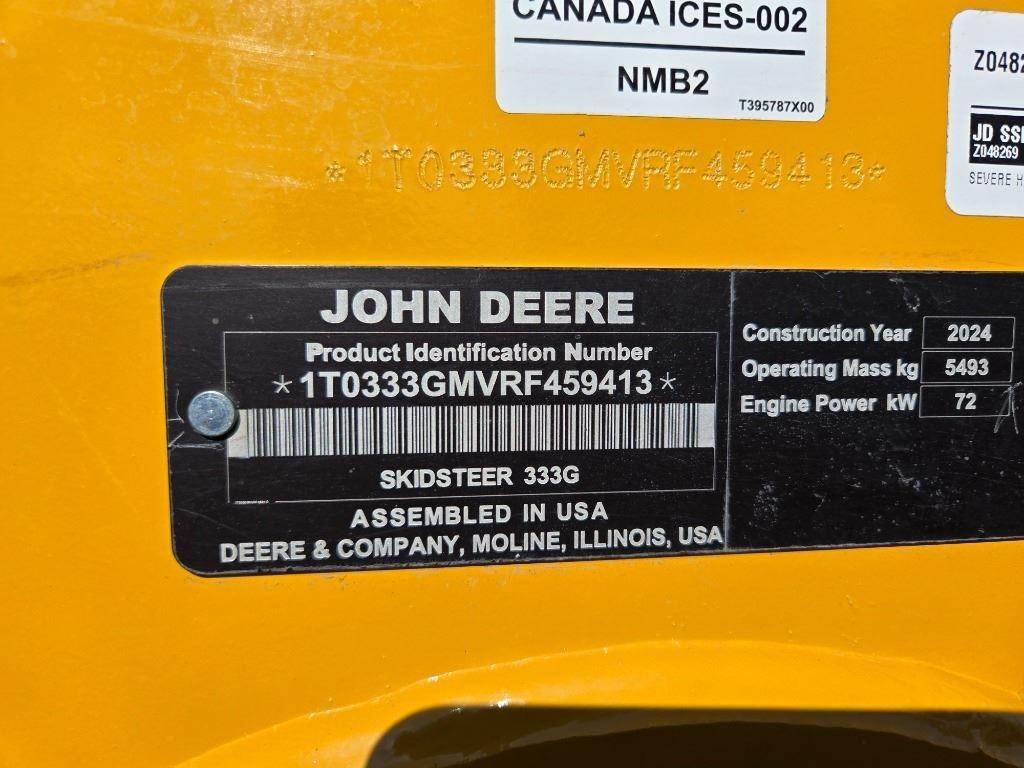 CANADA ICES-002
NMB2
T395787X00
Z0482
JD SS
Z048269
SEVERE H
*1T0333GMVRF459413*
JOHN DEERE
Product Identification Number
*1T0333GMVRF459413*
SKIDSTEER 333G
ASSEMBLED IN USA
DEERE & COMPANY, MOLINE, ILLINOIS, USA
Construction Year 2024
Operating Mass kg 5493
Engine Power kW 72